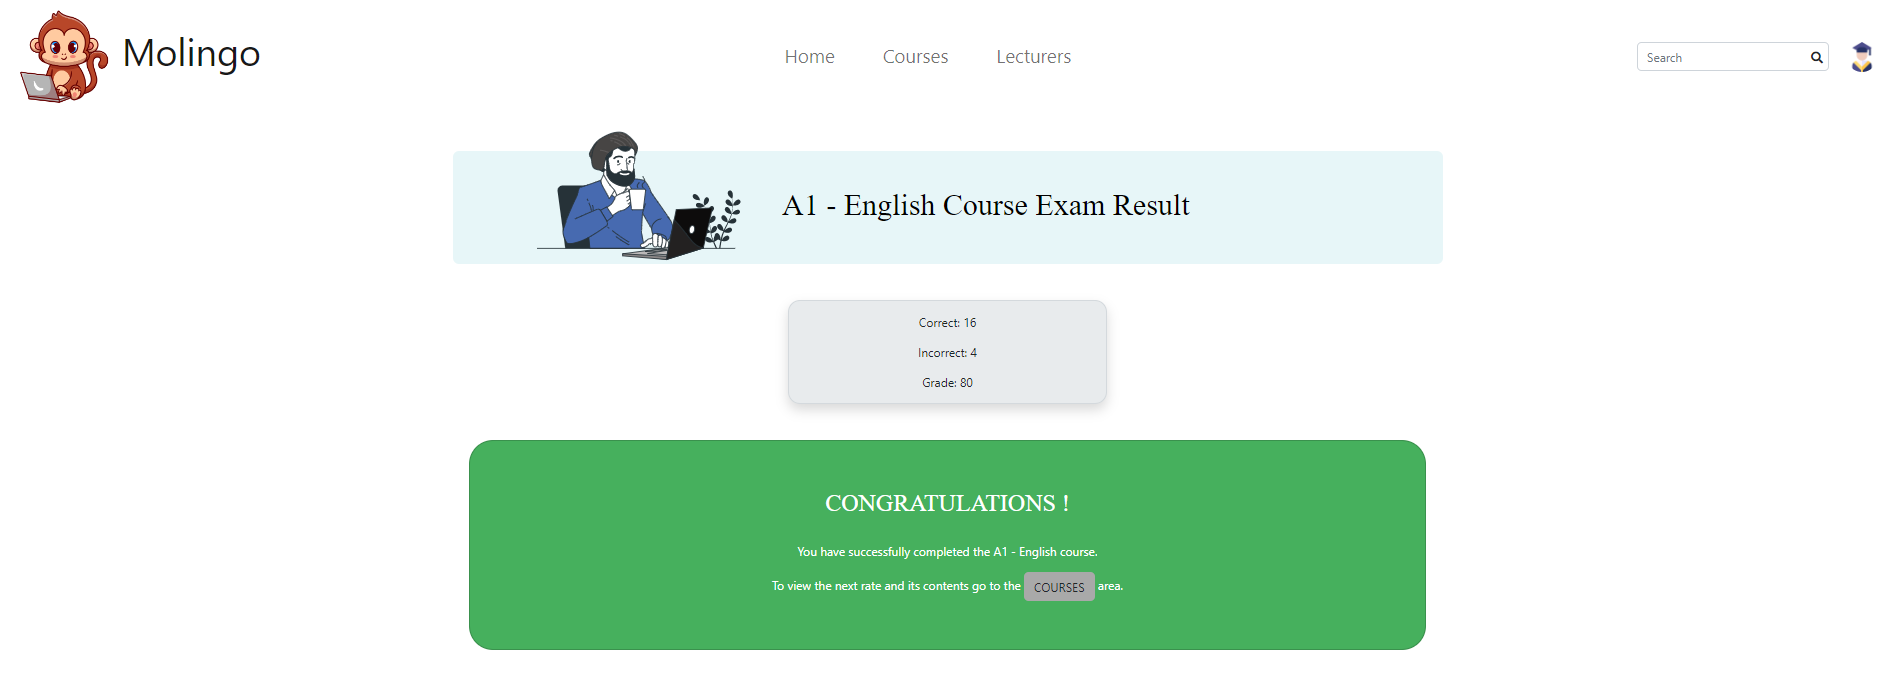 Molingo
Home
Courses
Lecturers
Search
A1 - English Course Exam Result
Correct: 16
Incorrect: 4
Grade: 80
CONGRATULATIONS !
You have successfully completed the A1 - English course.
To view the next rate and its contents go to the COURSES area.